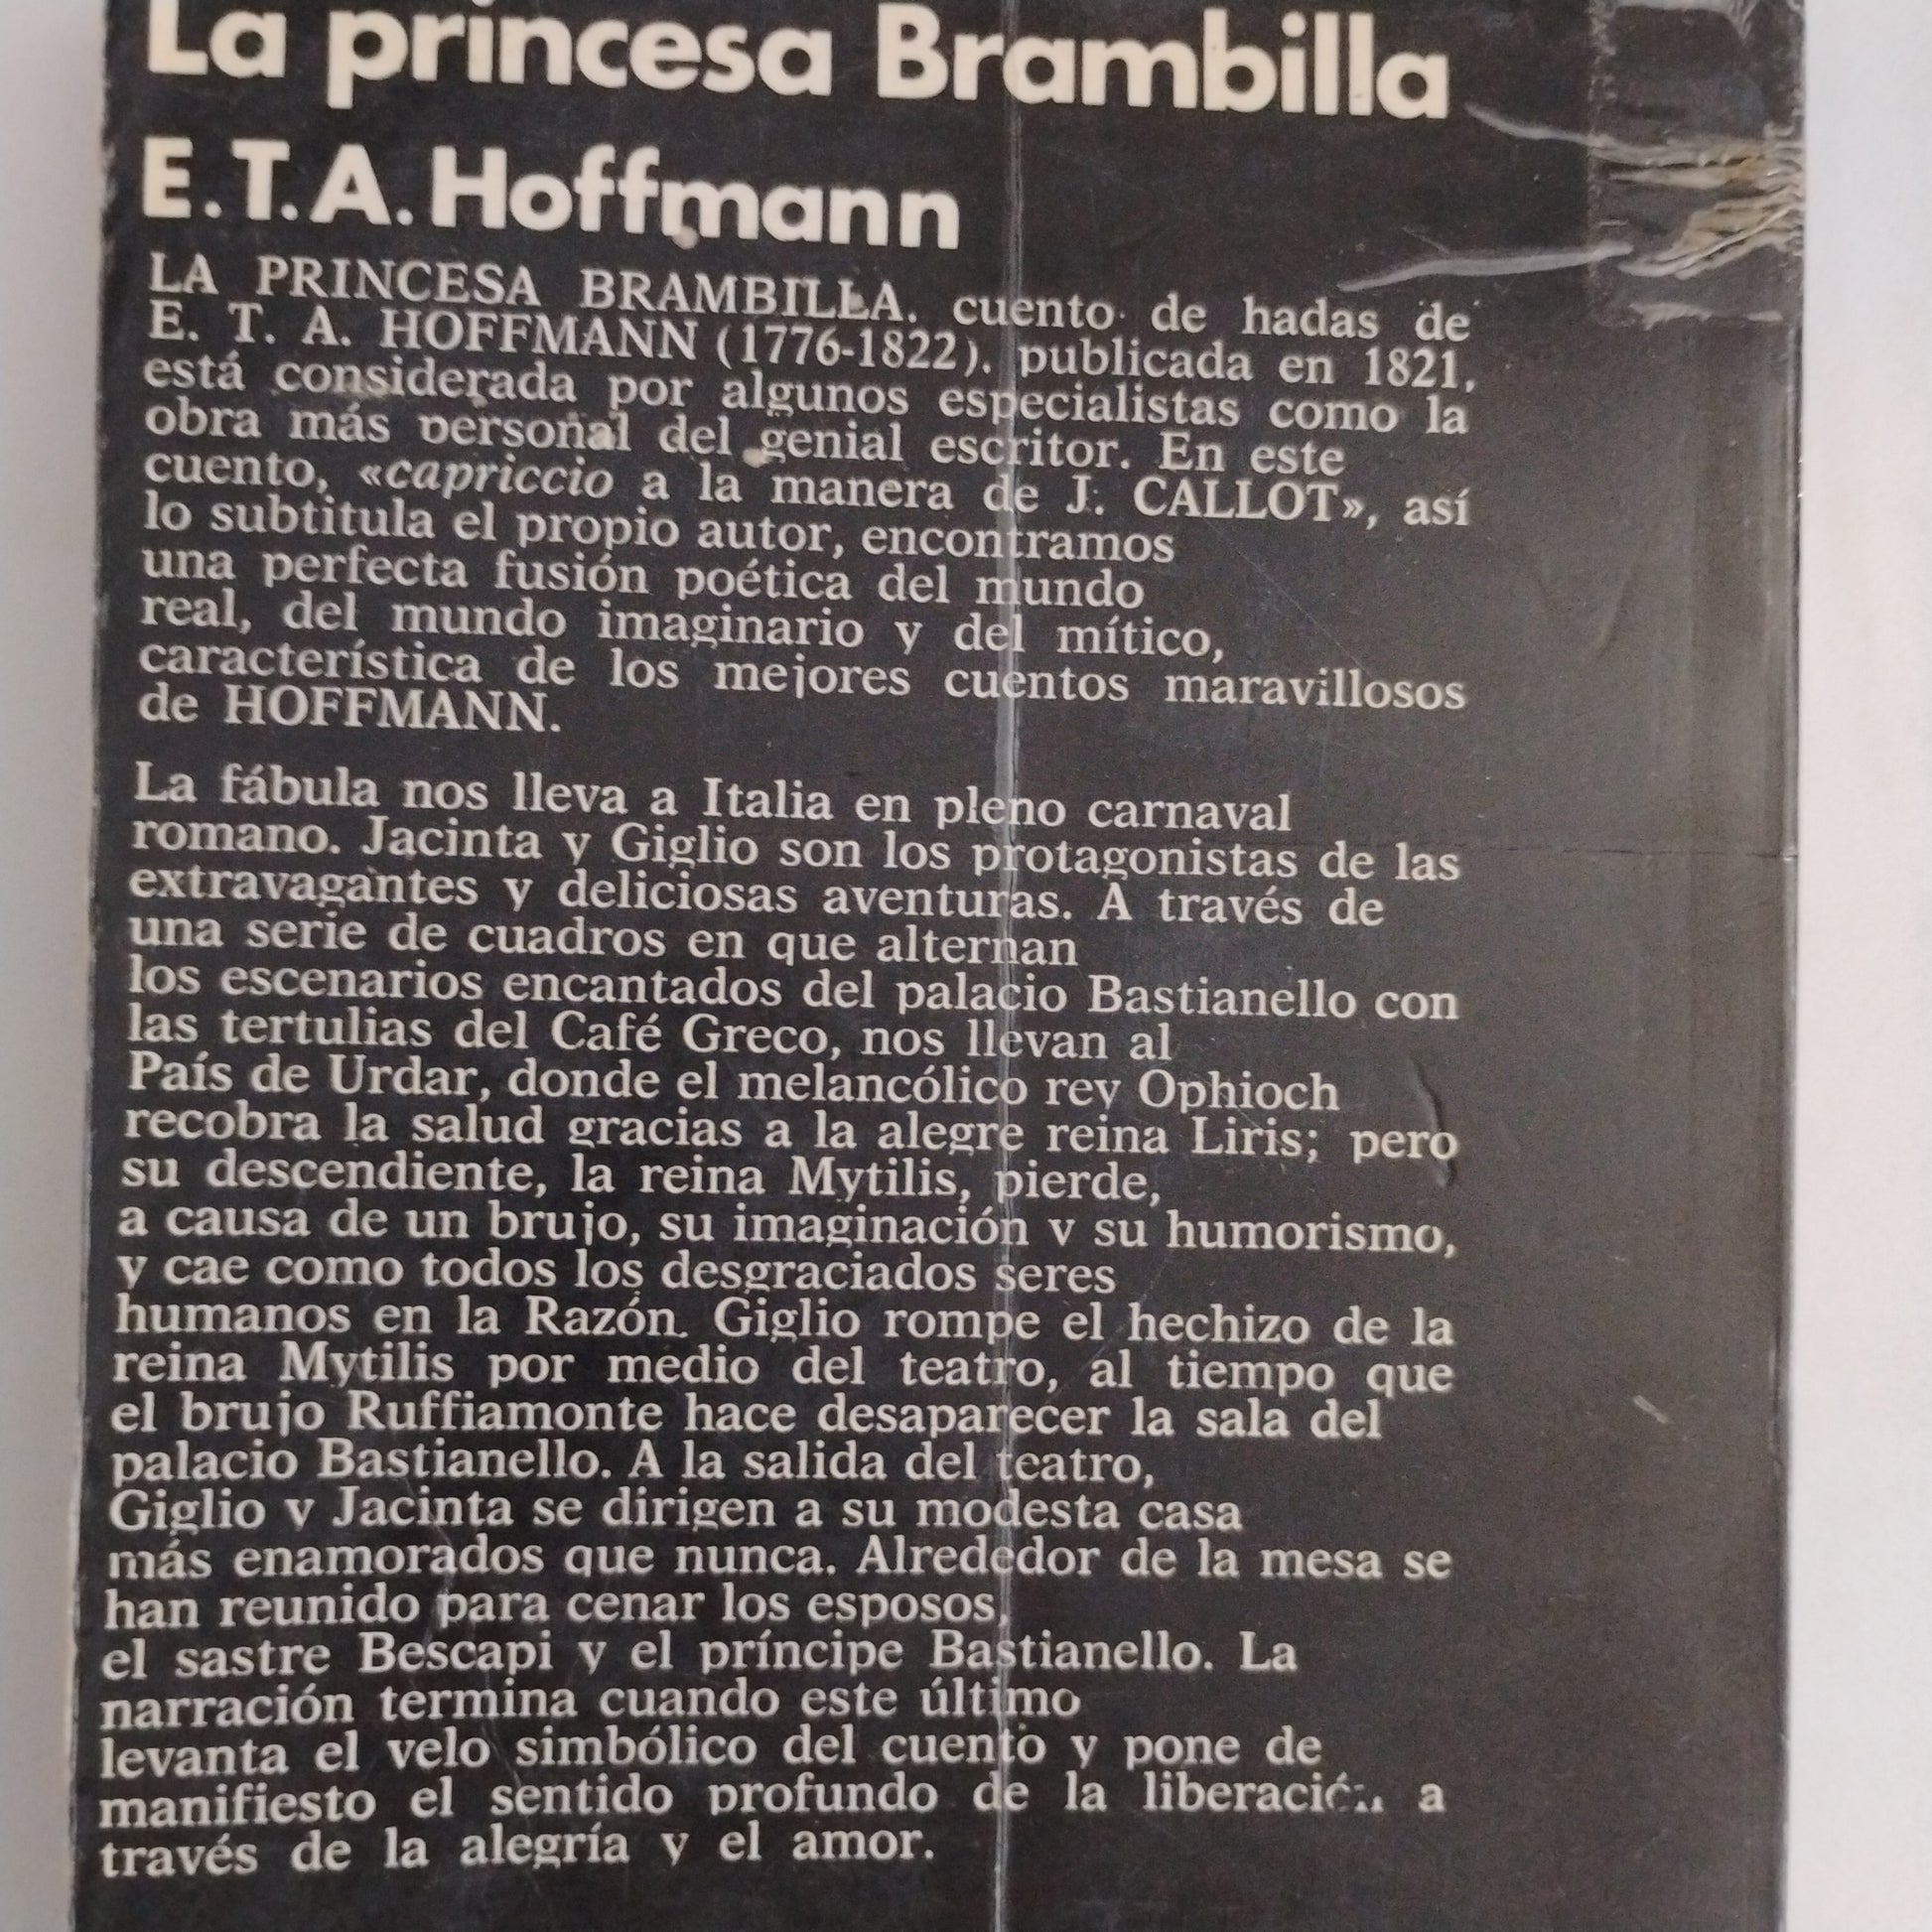 La princesa Brambilla
E.T.A. Hoffmann
LA PRINCESA BRAMBILLA, cuento de hadas de
E. T. A. HOFFMANN (1776-1822), publicada en 1821,
está considerada por algunos especialistas como la
obra más personal del genial escritor. En este
cuento, «capriccio a la manera de J. CALLOT», así
lo subtitula el propio autor, encontramos
una perfecta fusión poética del mundo
real, del mundo imaginario y del mítico,
característica de los mejores cuentos maravillosos
de HOFFMANN.
La fábula nos lleva a Italia en pleno carnaval
romano. Jacinta y Giglio son los protagonistas de las
extravagantes y deliciosas aventuras. A través de
una serie de cuadros en que alternan
los escenarios encantados del palacio Bastianello con
las tertulias del Café Greco, nos llevan al
País de Urdar, donde el melancólico rey Ophioch
recobra la salud gracias a la alegre reina Liris; pero
su descendiente, la reina Mytilis, pierde,
a causa de un brujo, su imaginación y su humorismo,
y cae como todos los desgraciados seres
humanos en la Razón. Giglio rompe el hechizo de la
reina Mytilis por medio del teatro, al tiempo que
el brujo Ruffiamonte hace desaparecer la sala del
palacio Bastianello. A la salida del teatro,
Giglio y Jacinta se dirigen a su modesta casa
más enamorados que nunca. Alrededor de la mesa se
han reunido para cenar los esposos,
el sastre Bescapi y el príncipe Bastianello. La
narración termina cuando este último
levanta el velo simbólico del cuento y pone de
manifiesto el sentido profundo de la liberación a
través de la alegría y el amor.